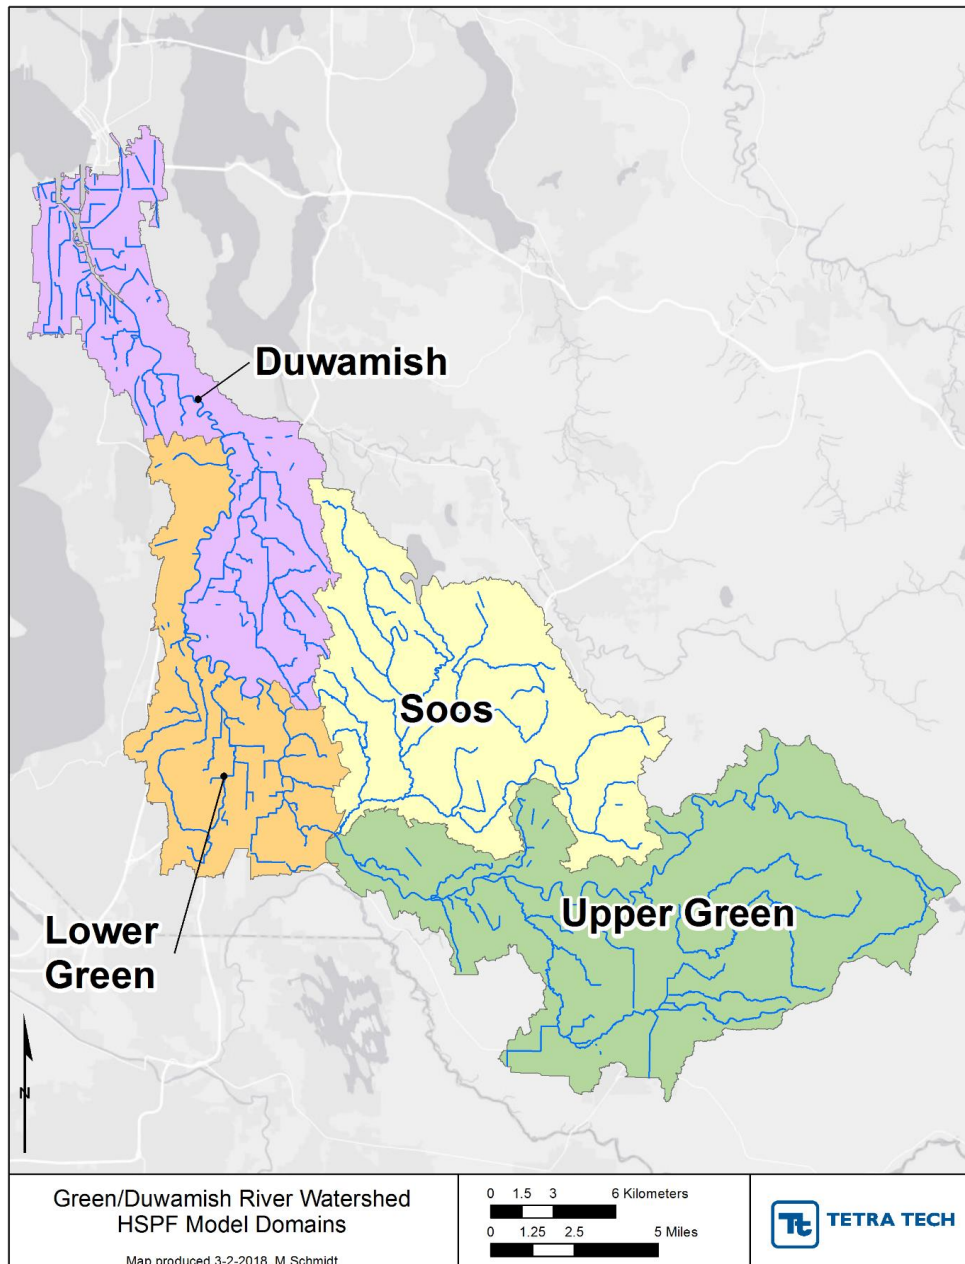 Duwamish
Soos
Upper Green
Lower
Green
N
Green/Duwamish River Watershed
HSPF Model Domains
Map produced 3-2-2018, M Schmidt
0 1.5 3 6 Kilometers
0 1.25 2.5 5 Miles
Tt TETRA TECH